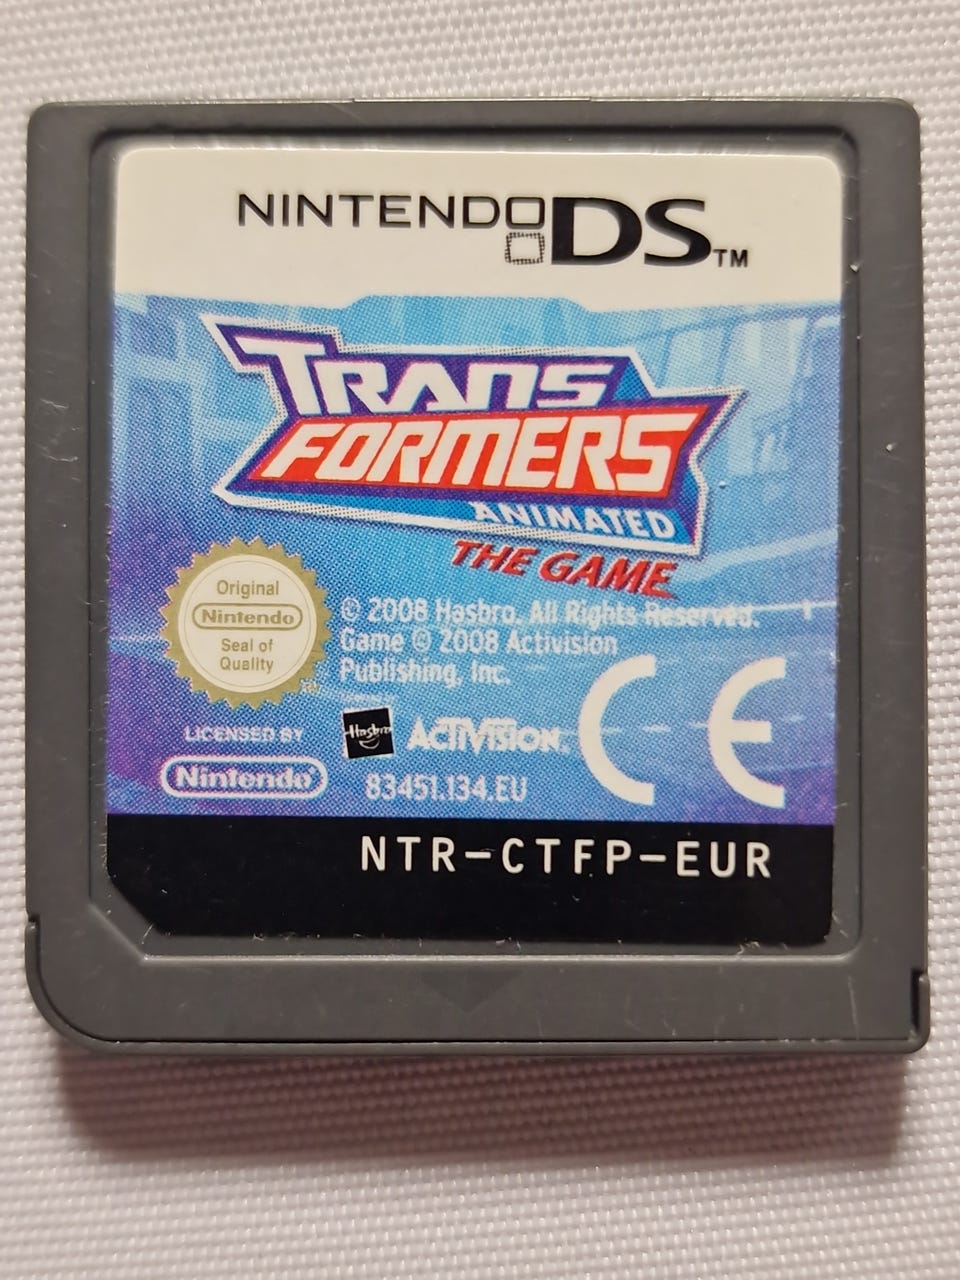 NINTENDO DS™
TRANS
FORMERS
ANIMATED
THE GAME
Original
Nintendo
Seal of
Quality
TM
© 2008 Hasbro. All Rights Reserved.
Game © 2008 Activision
Publishing, Inc.
LICENSED BY
Nintendo®
Hasbro
ACTIVISION.
83451.134.EU
CE
NTR-CTFP-EUR